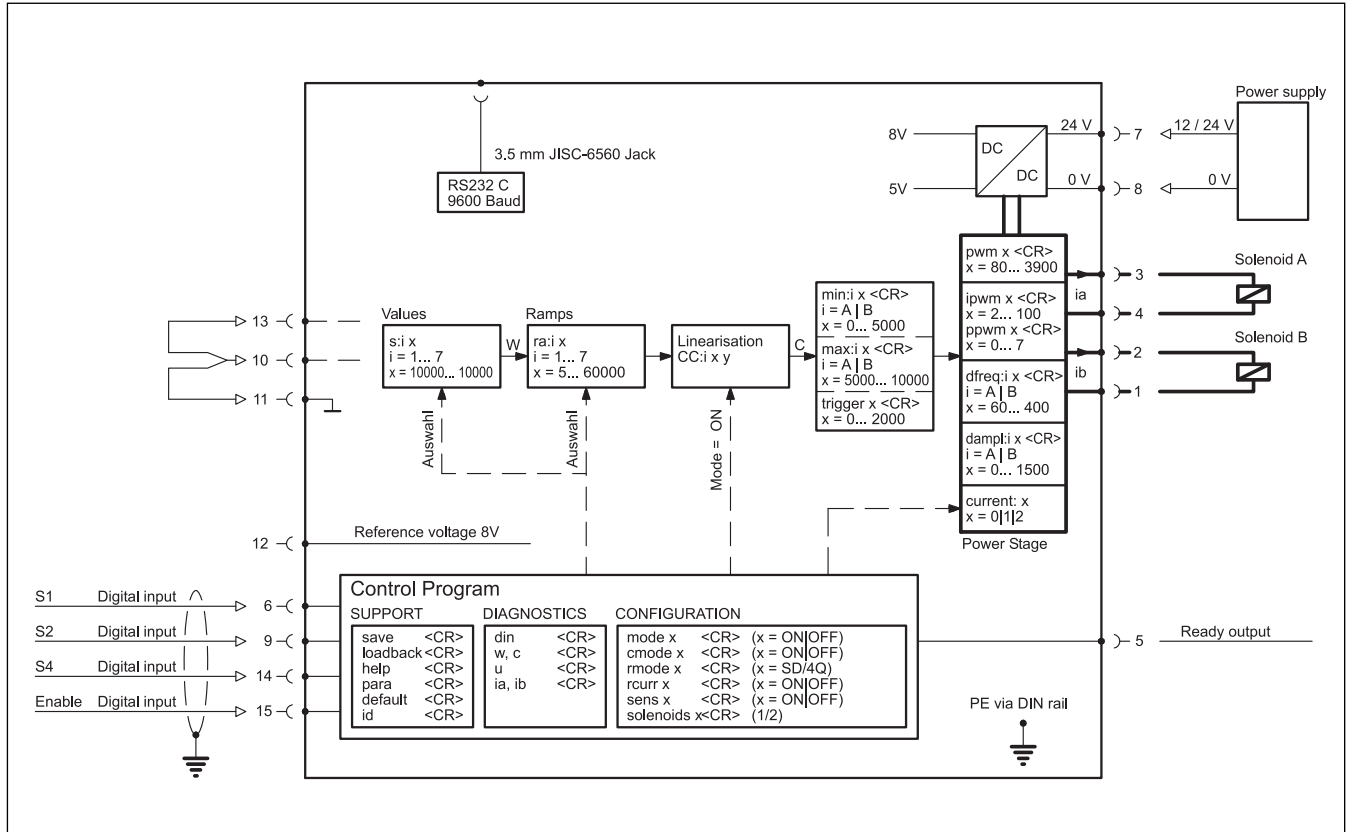 Power supply
8V
24 V
7
12 / 24 V
DC
DC
5V
0 V
8
0 V
3.5 mm JISC-6560 Jack
RS232 C
9600 Baud
pwm x <CR>
x = 80... 3900
ipwm x <CR>
x = 2... 100
ppwm x <CR>
x = 0... 7
dfreq:i x <CR>
i = A | B
x = 60... 400
dampl:i x <CR>
i = A | B
x = 0... 1500
current: x
x = 0|1|2
Power Stage
Solenoid A
3
ia
4
Solenoid B
2
ib
1
13
10
11
Values
s:i x
i = 1... 7
x = 10000... 10000
W
Ramps
ra:i x
i = 1... 7
x = 5... 60000
Linearisation
CC:i x y
C
min:i x <CR>
i = A | B
x = 0... 5000
max:i x <CR>
i = A | B
x = 5000... 10000
trigger x <CR>
x = 0... 2000
Auswahl
Auswahl
Mode = ON
12
Reference voltage 8V
S1 Digital input 6
S2 Digital input 9
S4 Digital input 14
Enable Digital input 15
Control Program
SUPPORT
save <CR>
loadback <CR>
help <CR>
para <CR>
default <CR>
id <CR>
DIAGNOSTICS
din <CR>
w, c <CR>
u <CR>
ia, ib <CR>
CONFIGURATION
mode x <CR> (x = ON|OFF)
cmode x <CR> (x = ON|OFF)
rmode x <CR> (x = SD/4Q)
rcurr x <CR> (x = ON|OFF)
sens x <CR> (x = ON|OFF)
solenoids x<CR> (1/2)
5
Ready output
PE via DIN rail